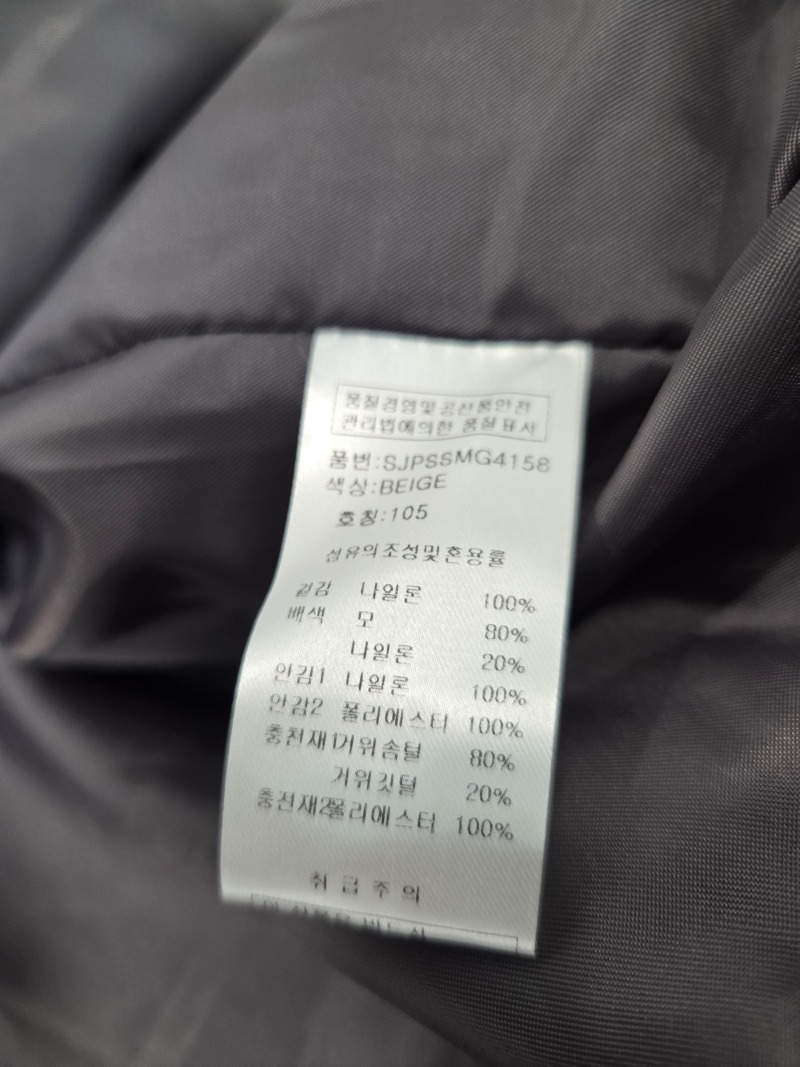 품질경영및공산품안전
관리법에의한 품질표시
품번:SJPSSMG4158
색상:BEIGE
호칭:105
섬유의조성및혼용률
겉감 나일론 100%
배색 모 80%
나일론 20%
안감1 나일론 100%
안감2 폴리에스터 100%
충전재1거위솜털 80%
거위깃털 20%
충전재2폴리에스터 100%
취급주의